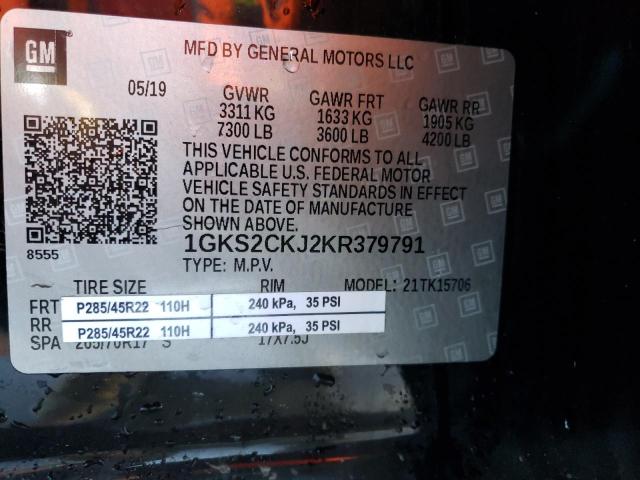 GM
MFD BY GENERAL MOTORS LLC
05/19 GVWR GAWR FRT GAWR RR
3311 KG 1633 KG 1905 KG
7300 LB 3600 LB 4200 LB
THIS VEHICLE CONFORMS TO ALL
APPLICABLE U.S. FEDERAL MOTOR
VEHICLE SAFETY STANDARDS IN EFFECT
ON THE DATE OF MANUFACTURE
SHOWN ABOVE.
8555 1GKS2CKJ2KR379791
TYPE: M.P.V.
TIRE SIZE RIM MODEL: 21TK15706
FRT P285/45R22 110H 240 kPa, 35 PSI
RR P285/45R22 110H 240 kPa, 35 PSI
SPA 265/70R17 S 17X7.5J